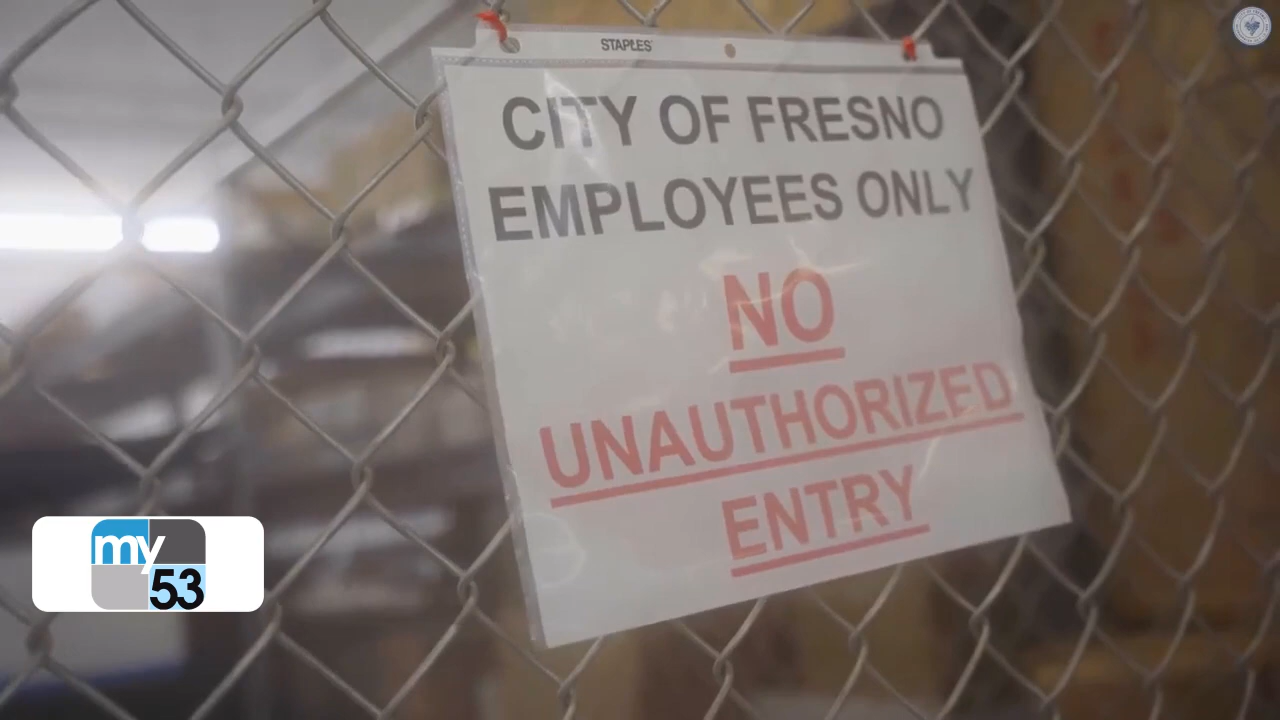 STAPLES
CITY OF FRESNO
EMPLOYEES ONLY
NO
UNAUTHORIZED
ENTRY
my
53